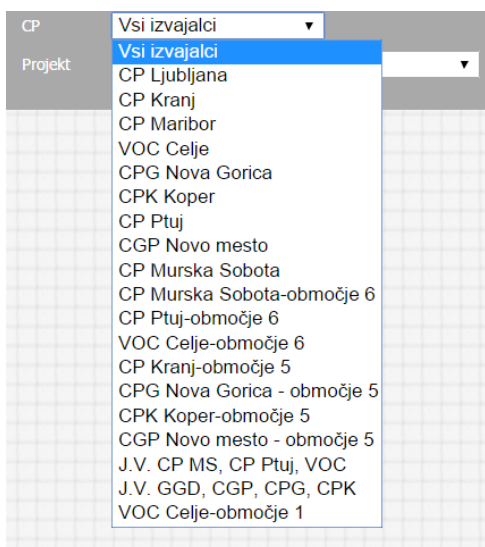 CP Vsi izvajalci
Projekt
Vsi izvajalci
CP Ljubljana
CP Kranj
CP Maribor
VOC Celje
CPG Nova Gorica
CPK Koper
CP Ptuj
CGP Novo mesto
CP Murska Sobota
CP Murska Sobota-območje 6
CP Ptuj-območje 6
VOC Celje-območje 6
CP Kranj-območje 5
CPG Nova Gorica - območje 5
CPK Koper-območje 5
CGP Novo mesto - območje 5
J.V. CP MS, CP Ptuj, VOC
J.V. GGD, CGP, CPG, CPK
VOC Celje-območje 1